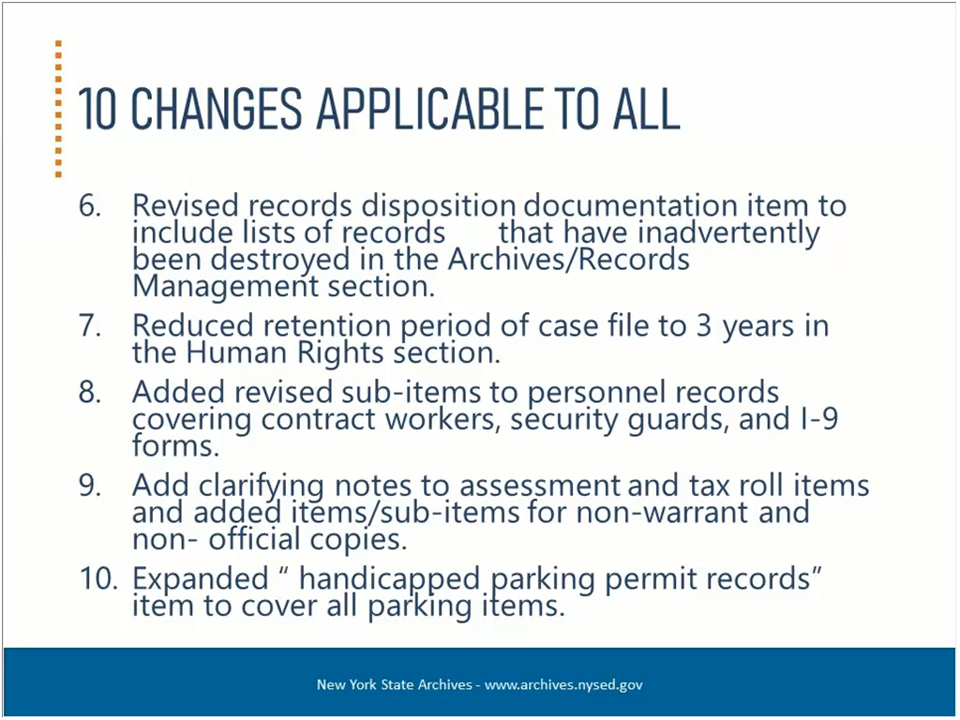 10 CHANGES APPLICABLE TO ALL
6. Revised records disposition documentation item to
include lists of records that have inadvertently
been destroyed in the Archives/Records
Management section.
7. Reduced retention period of case file to 3 years in
the Human Rights section.
8. Added revised sub-items to personnel records
covering contract workers, security guards, and I-9
forms.
9. Add clarifying notes to assessment and tax roll items
and added items/sub-items for non-warrant and
non- official copies.
10. Expanded “ handicapped parking permit records”
item to cover all parking items.
New York State Archives - www.archives.nysed.gov